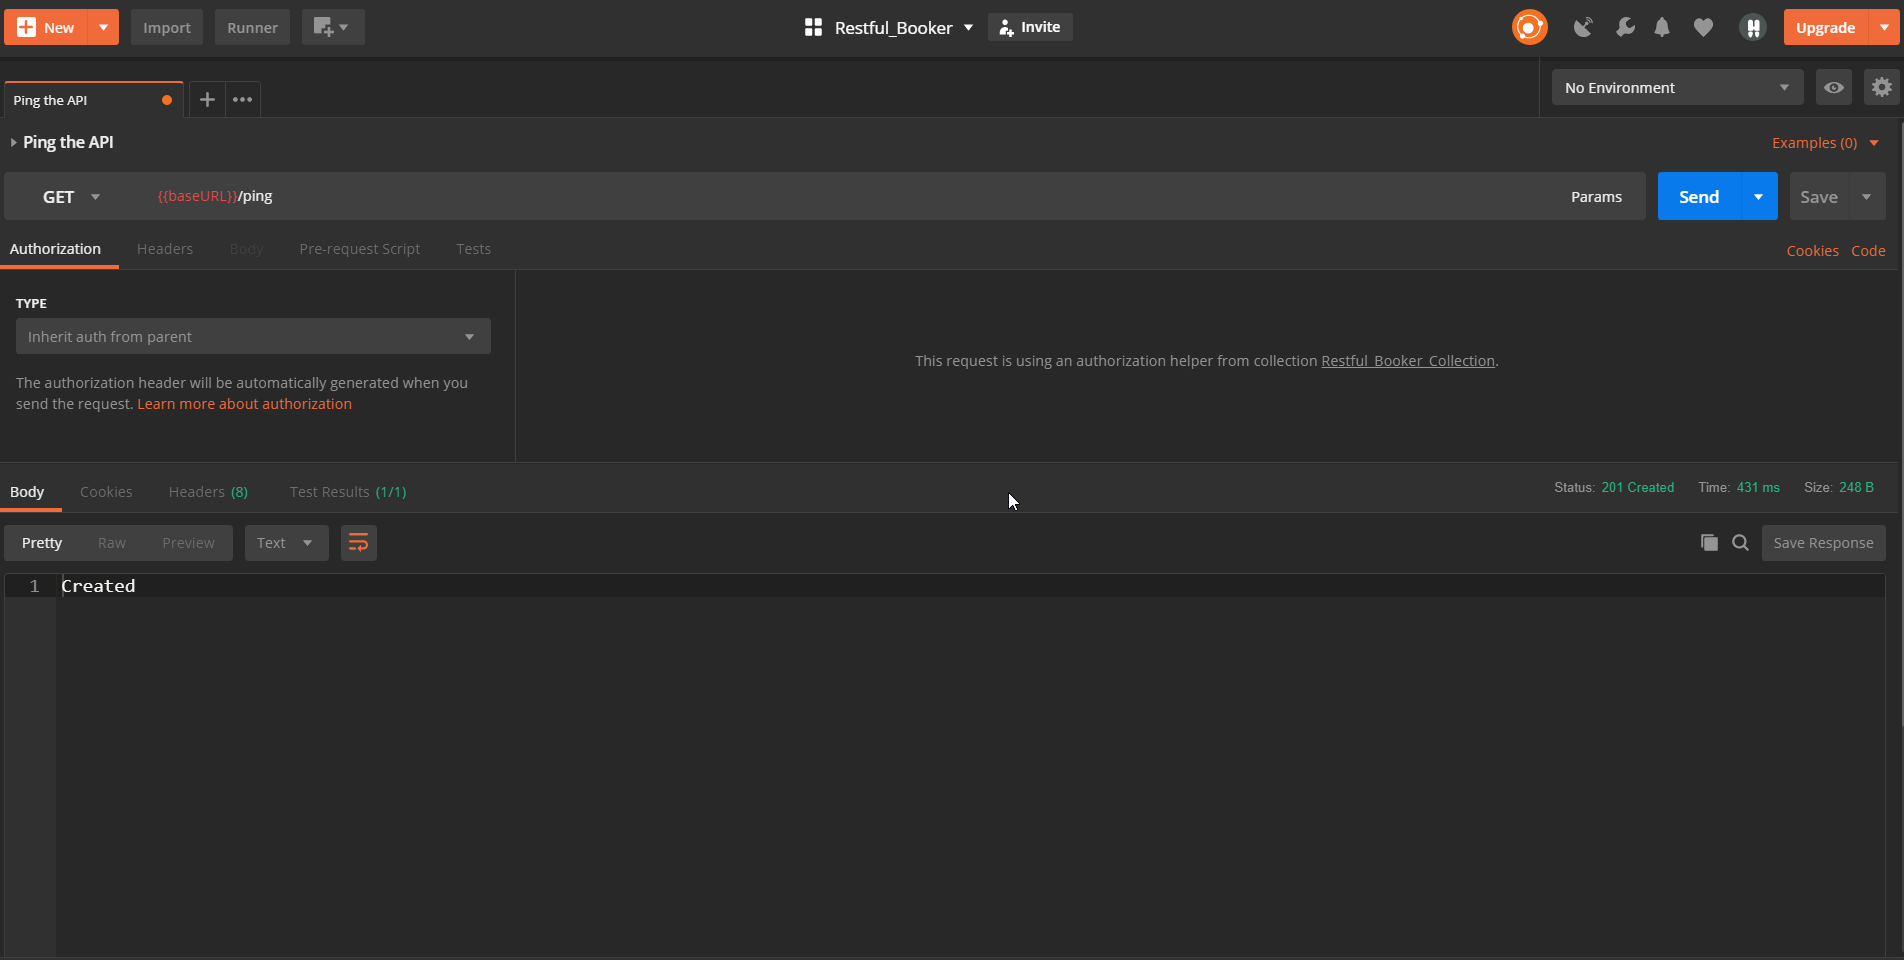 New Import Runner Restful_Booker Invite Upgrade
Ping the API No Environment
Ping the API Examples (0)
GET {{baseURL}}/ping Params Send Save
Authorization Headers Body Pre-request Script Tests Cookies Code
TYPE
Inherit auth from parent
The authorization header will be automatically generated when you
send the request. Learn more about authorization
This request is using an authorization helper from collection Restful_Booker_Collection.
Body Cookies Headers (8) Test Results (1/1) Status: 201 Created Time: 431 ms Size: 248 B
Pretty Raw Preview Text Save Response
1 Created